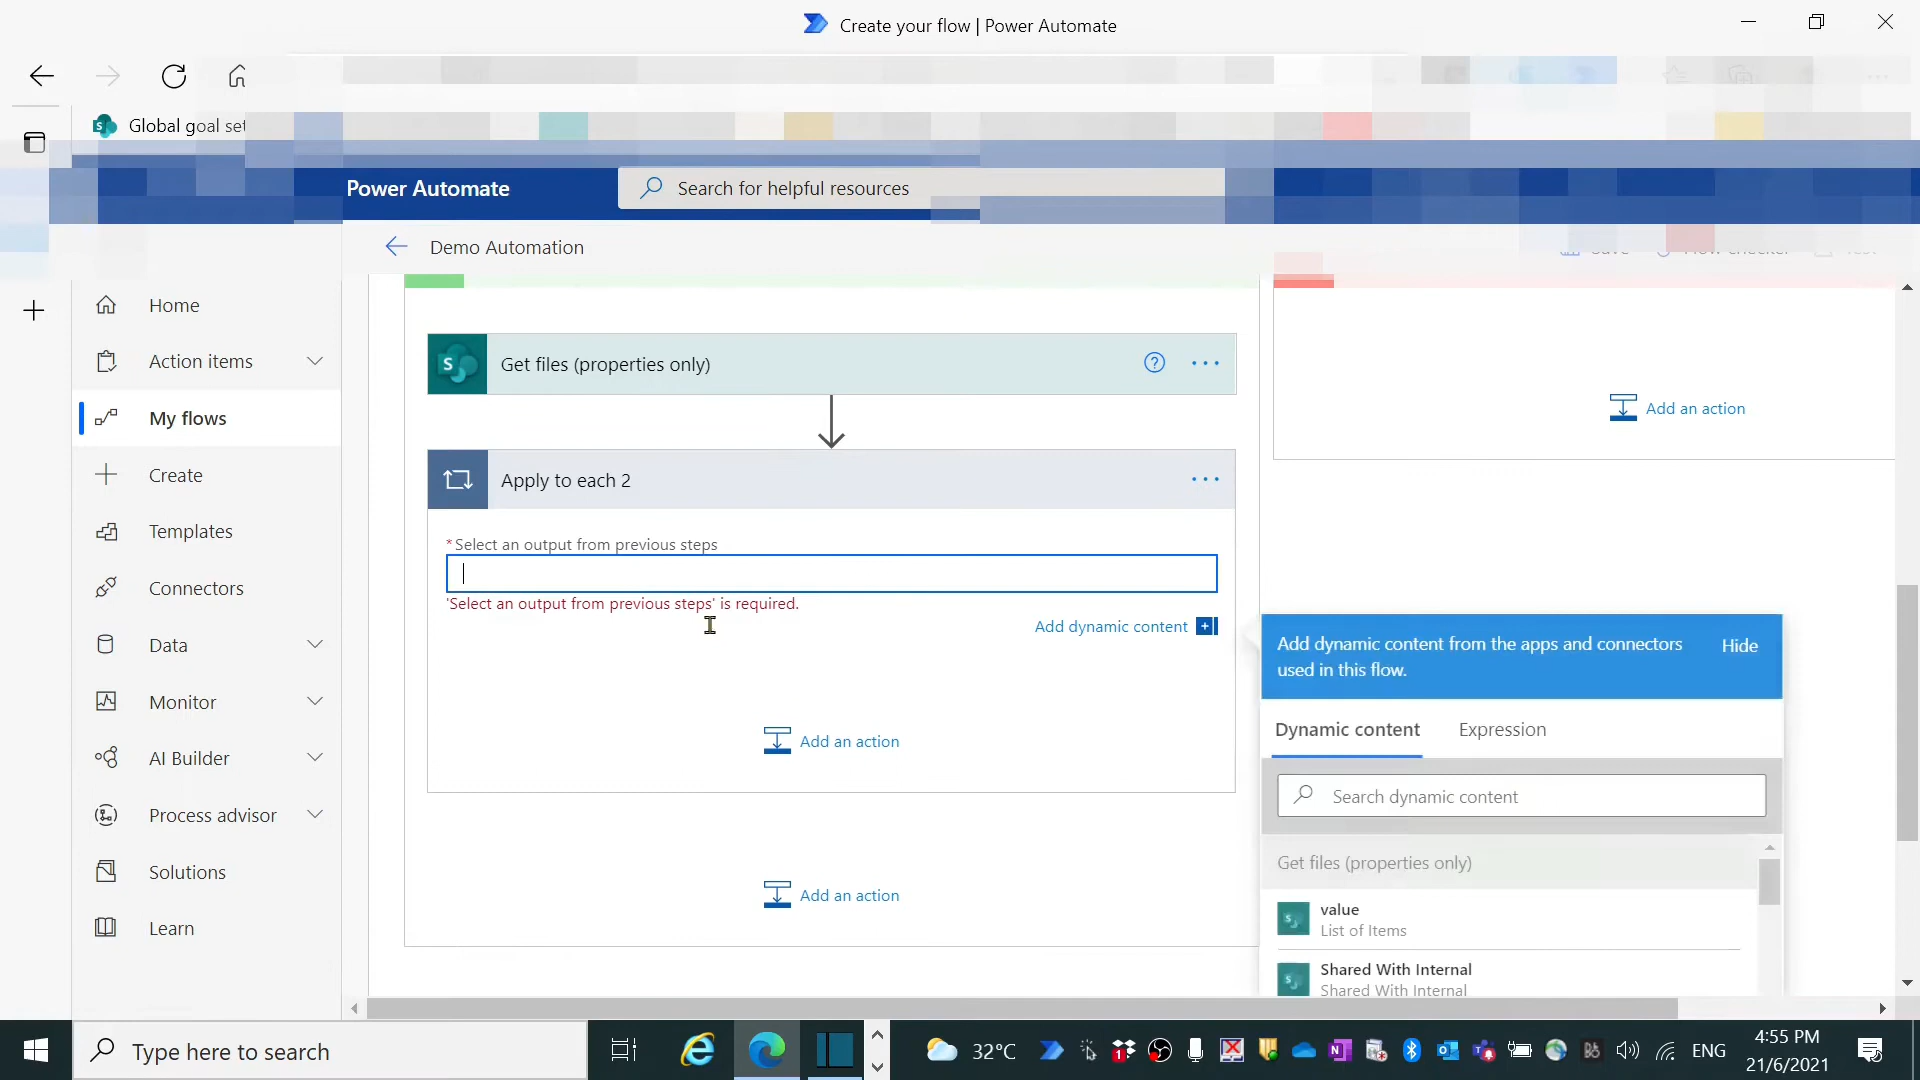 Create your flow | Power Automate
Global goal set
Power Automate
Search for helpful resources
Demo Automation
Save
Flow checker
Test
Home
Action items
My flows
Create
Templates
Connectors
Data
Monitor
AI Builder
Process advisor
Solutions
Learn
Get files (properties only)
Apply to each 2
* Select an output from previous steps
'Select an output from previous steps' is required.
Add dynamic content
Add an action
Add an action
Add an action
Add dynamic content from the apps and connectors
used in this flow.
Hide
Dynamic content
Expression
Search dynamic content
Get files (properties only)
value
List of Items
Shared With Internal
Shared With Internal
Type here to search
32°C
ENG
4:55 PM
21/6/2021